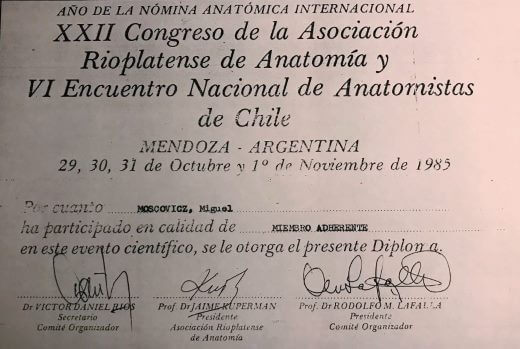 AÑO DE LA NÓMINA ANATÓMICA INTERNACIONAL
XXII Congreso de la Asociación
Rioplatense de Anatomía y
VI Encuentro Nacional de Anatomistas
de Chile
MENDOZA - ARGENTINA
29, 30, 31 de Octubre y 1º de Noviembre de 1985
Por cuanto MOSCOVICZ, Miguel
ha participado en calidad de MIEMBRO ADHERENTE
en este evento científico, se le otorga el presente Diploma.
Dr VICTOR DANIEL RIOS Prof. Dr JAIME KUPERMAN Prof. Dr RODOLFO M. LAFALLA
Secretario Presidente Presidente
Comité Organizador Asociación Rioplatense Comité Organizador
de Anatomía